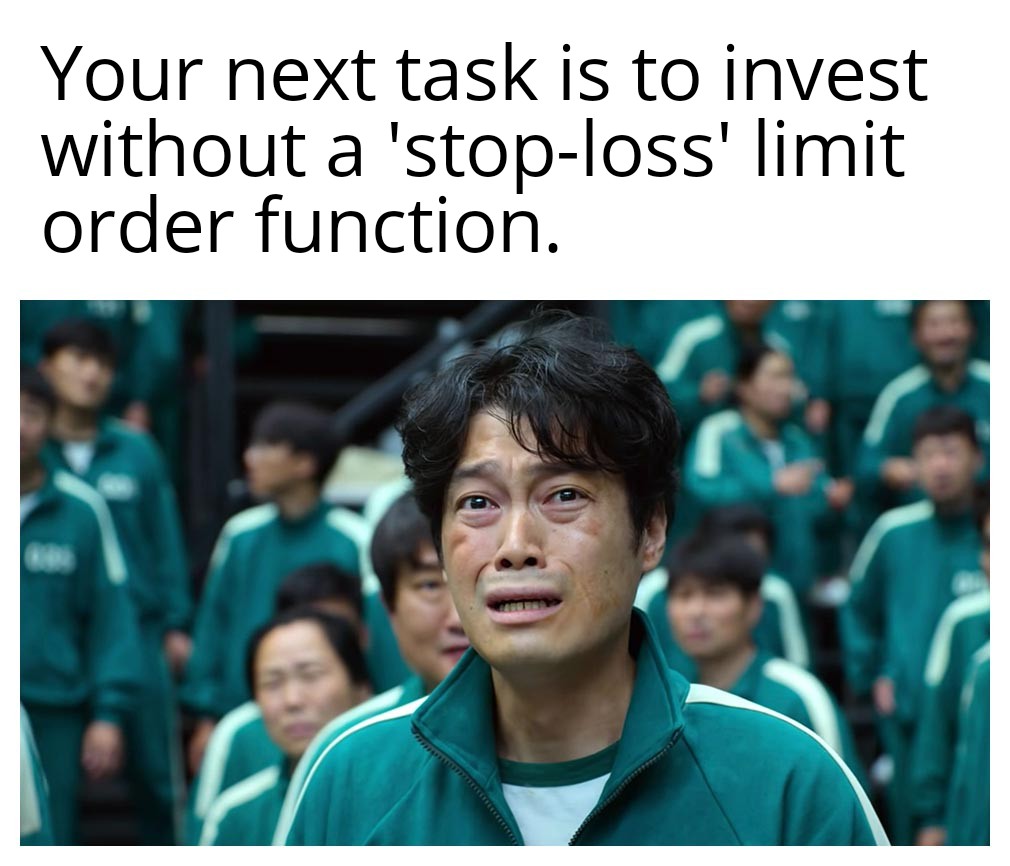 Your next task is to invest
without a 'stop-loss' limit
order function.